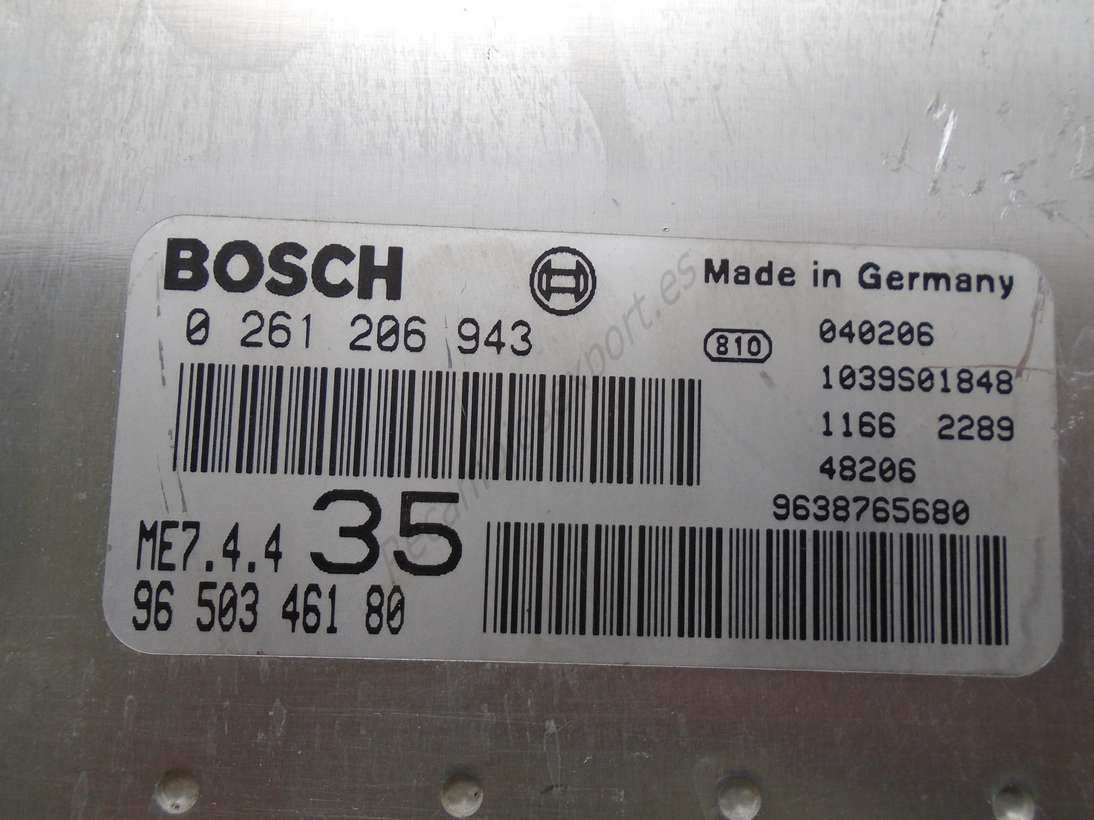 BOSCH
Made in Germany
0 261 206 943
810
040206
1039S01848
1166 2289
48206
9638765680
ME7.4.4
35
96 503 461 80